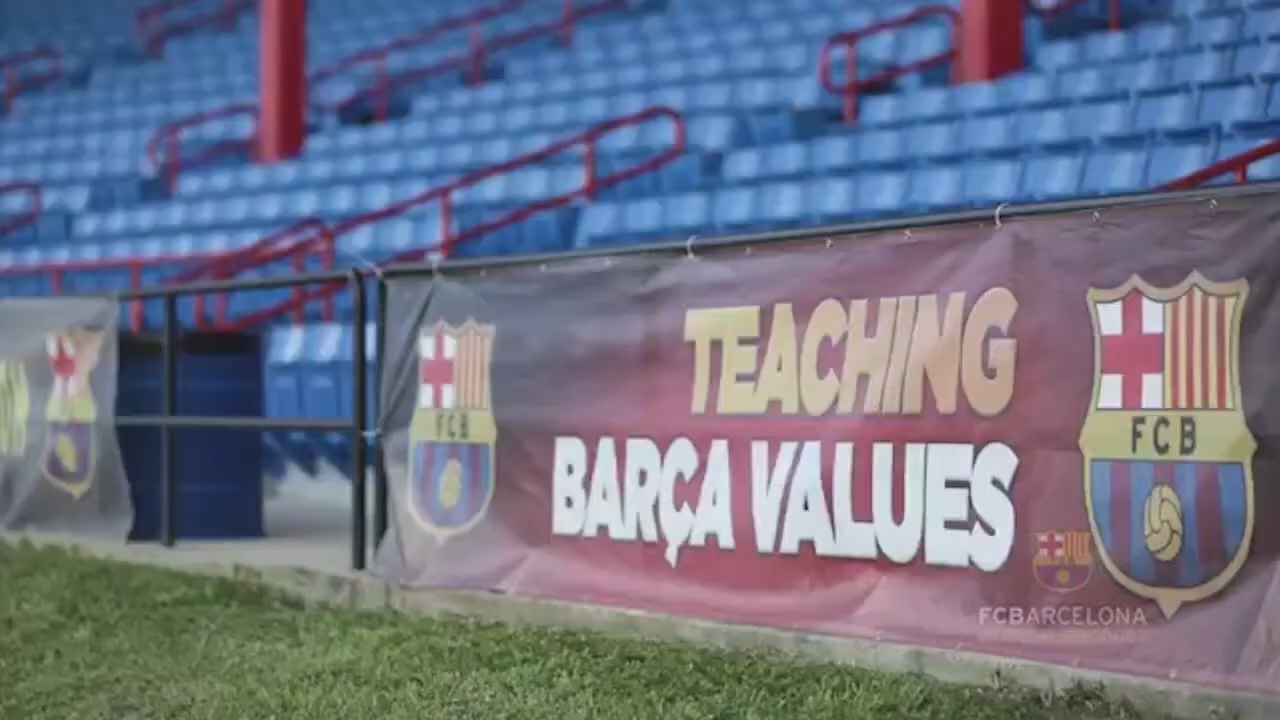 TEACHING
BARÇA VALUES
FCB
FCB
FCBARCELONA